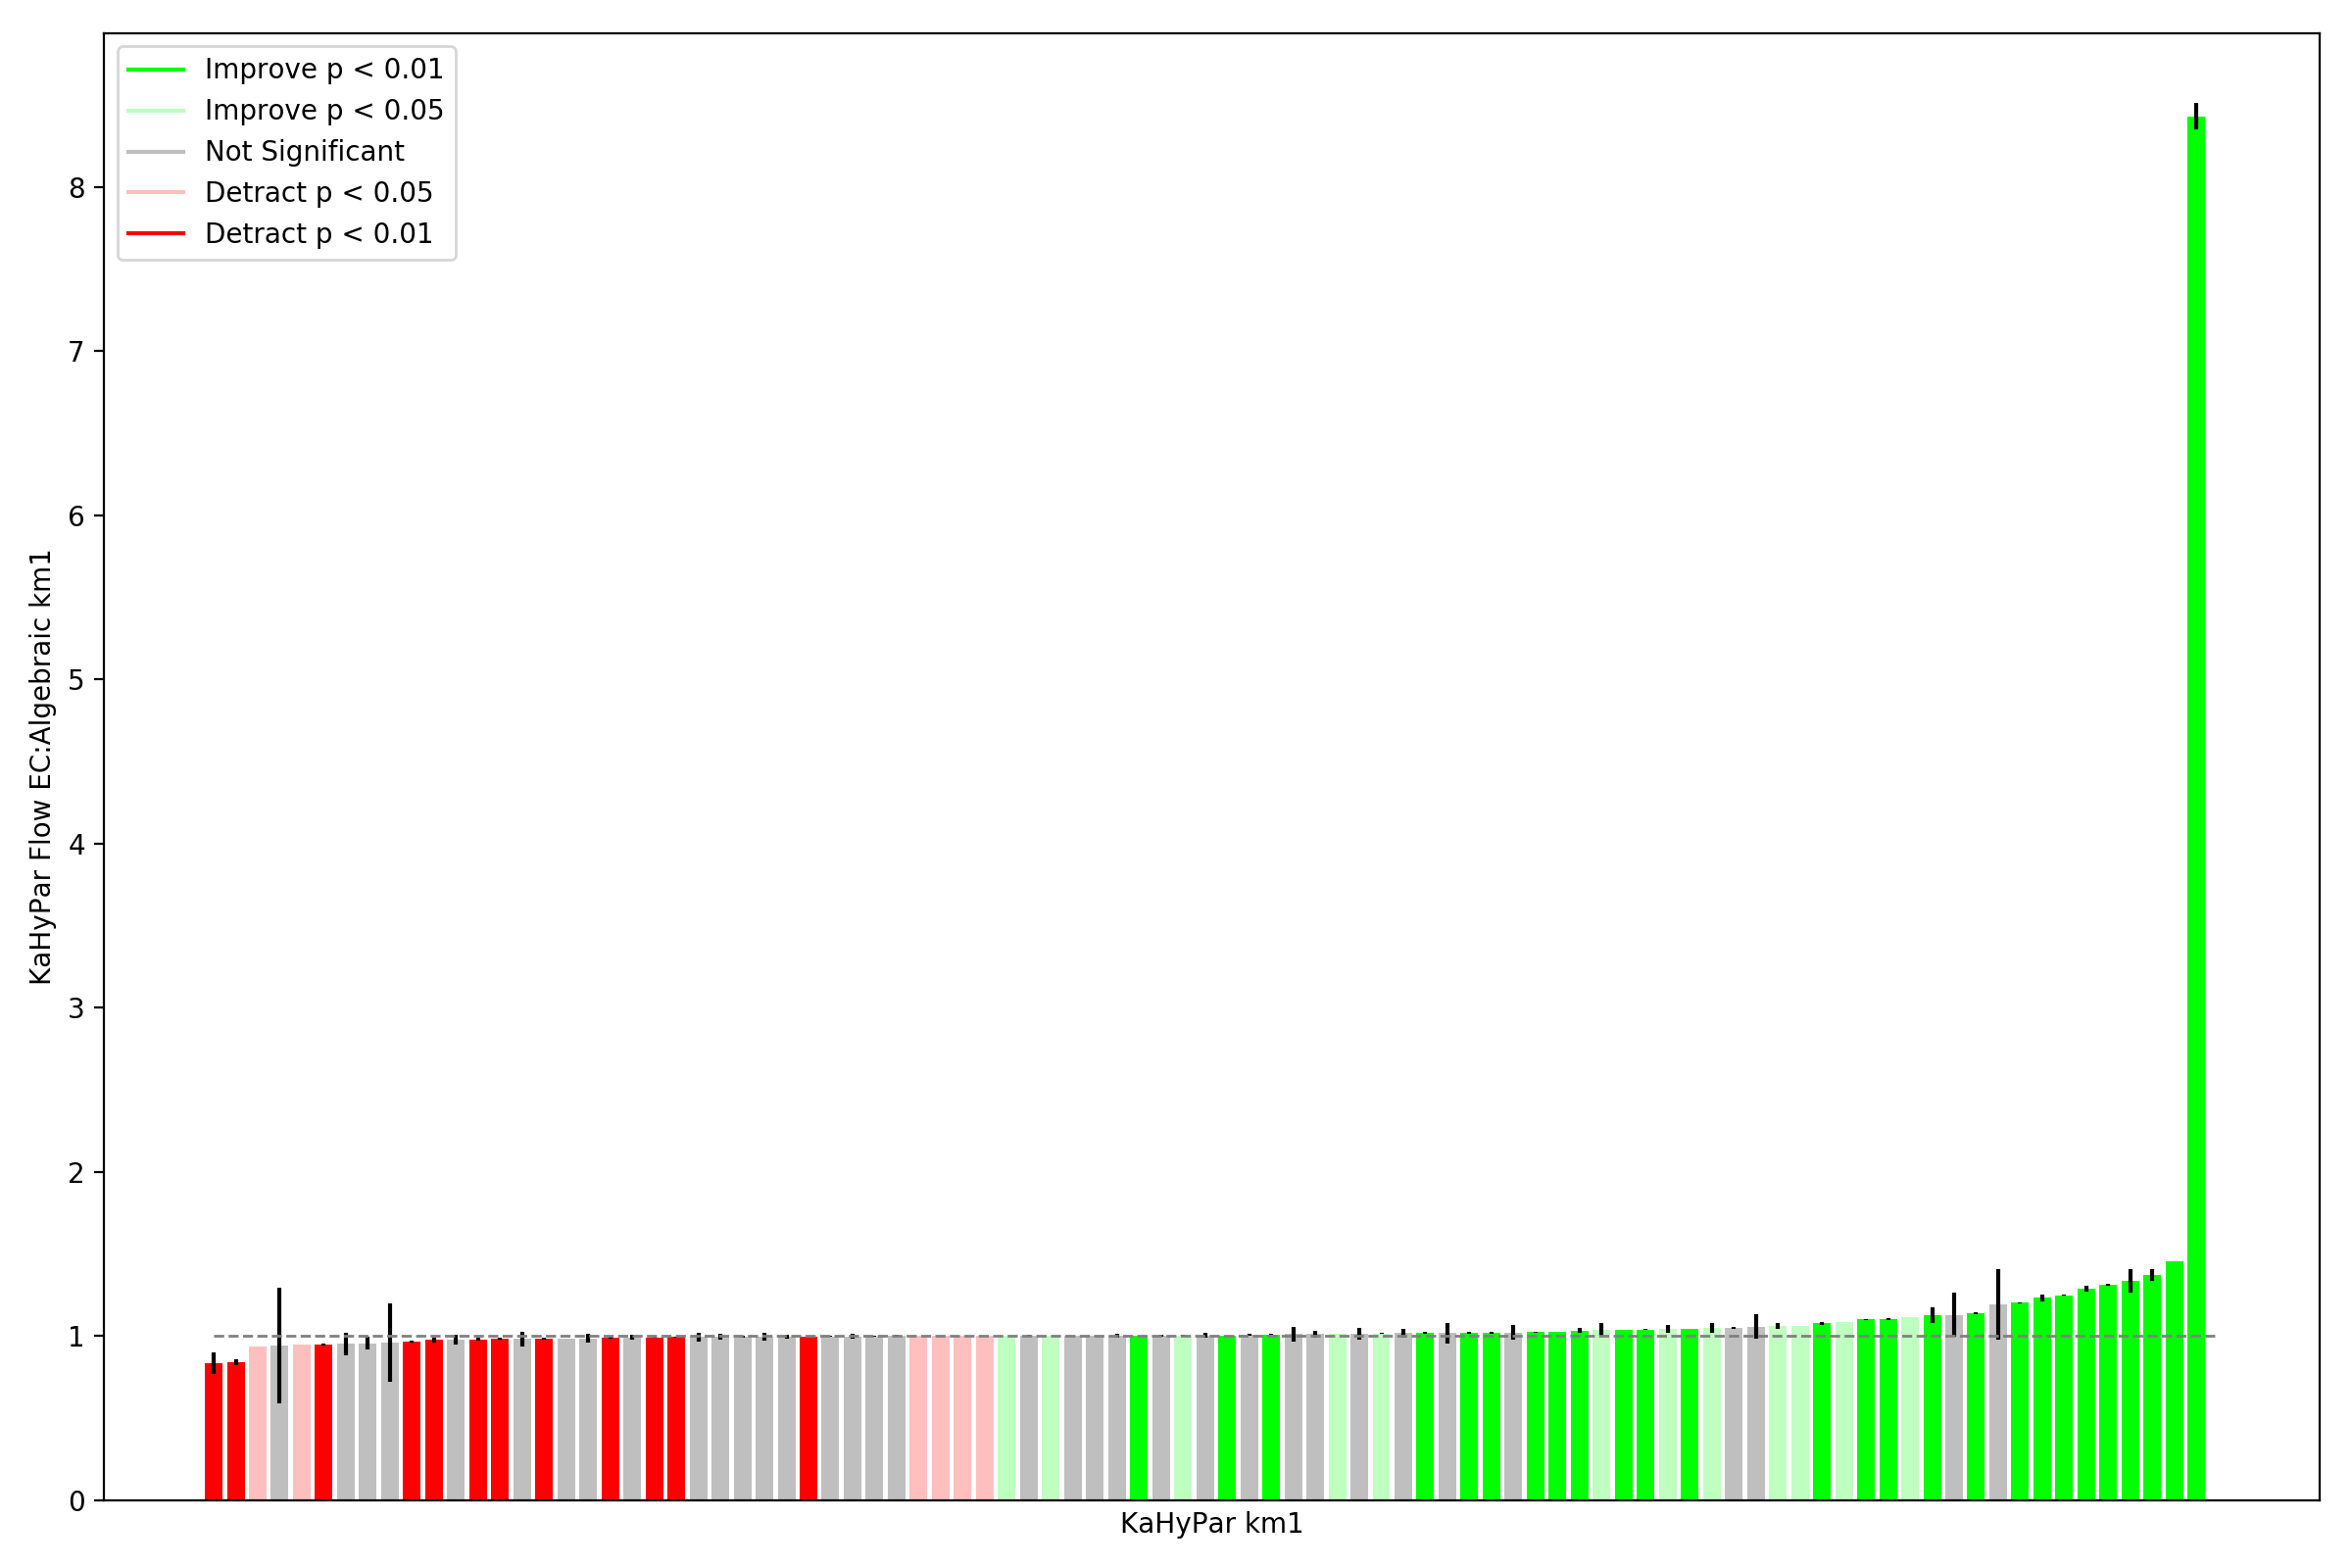 Improve p < 0.01
Improve p < 0.05
Not Significant
Detract p < 0.05
Detract p < 0.01
8
7
6
5
4
3
2
1
0
KaHyPar Flow EC:Algebraic km1
KaHyPar km1